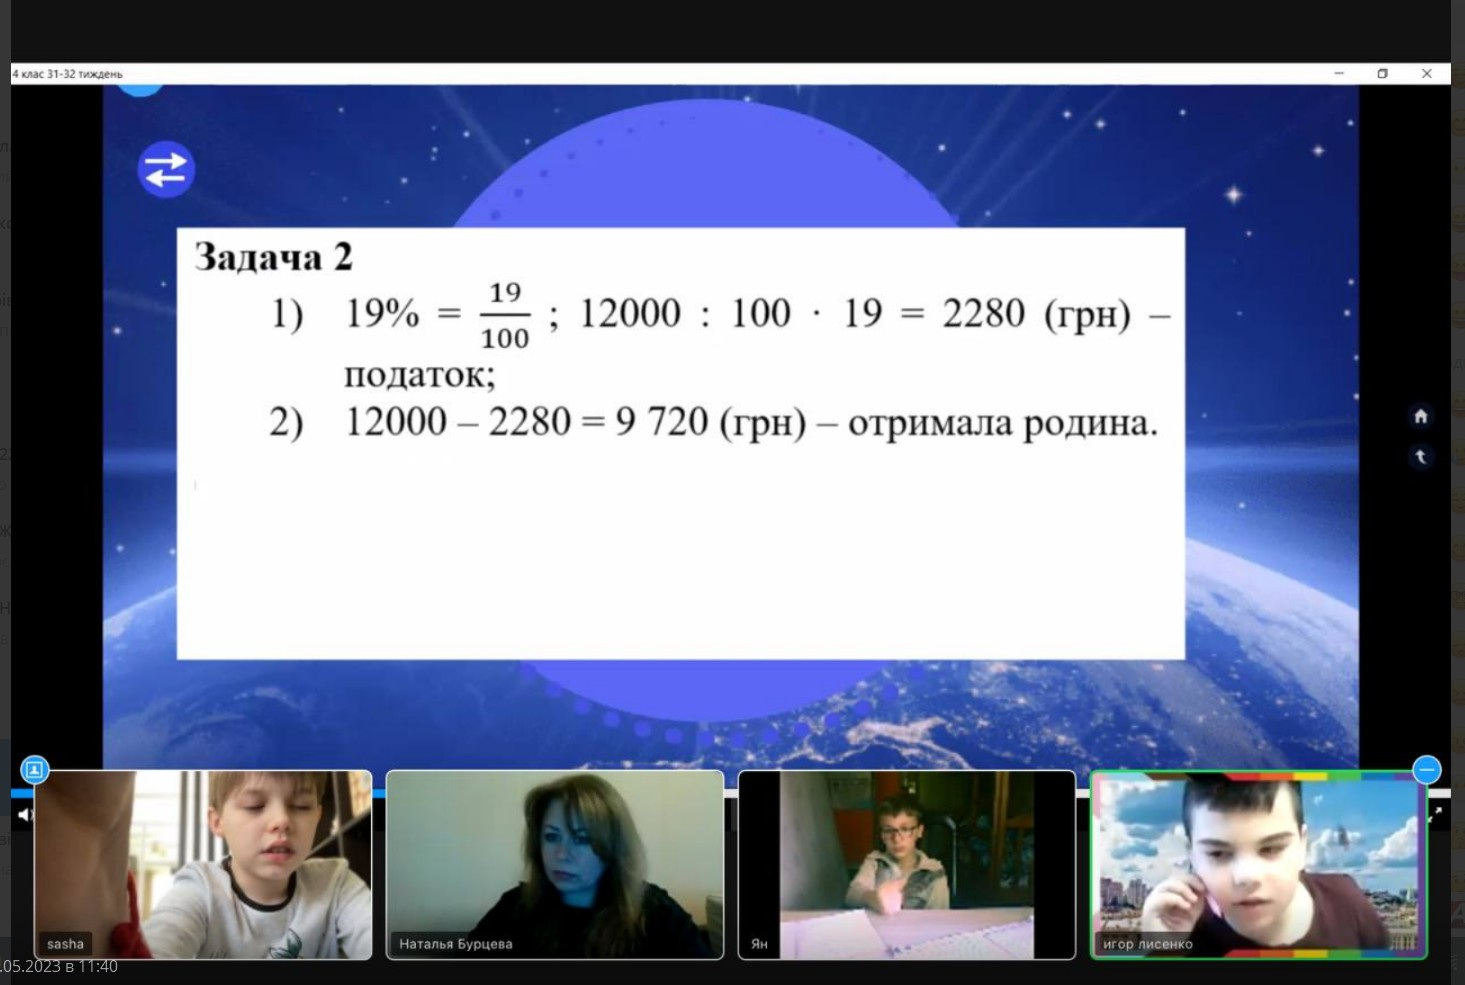 4 клас 31-32 тиждень
Задача 2
1) 19% = 19/100 ; 12000 : 100 · 19 = 2280 (грн) –
податок;
2) 12000 – 2280 = 9 720 (грн) – отримала родина.
sasha
Наталья Бурцева
Ян
игор лисенко
.05.2023 в 11:40